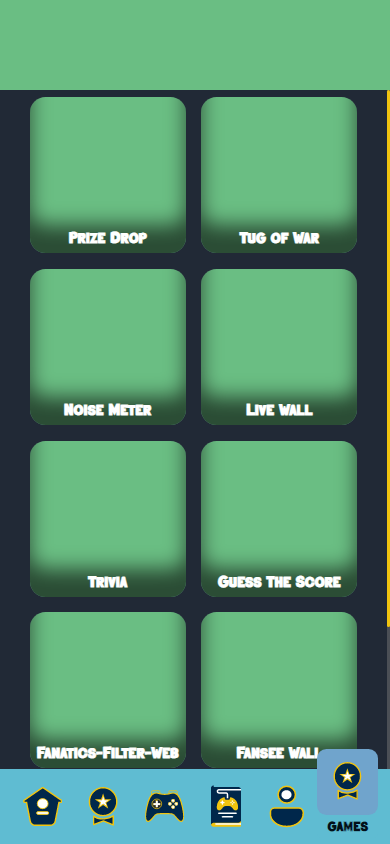 Prize Drop
Tug of War
Noise Meter
Live Wall
Trivia
Guess The Score
Fanatics-Filter-Web
Fansee Wall
GAMES